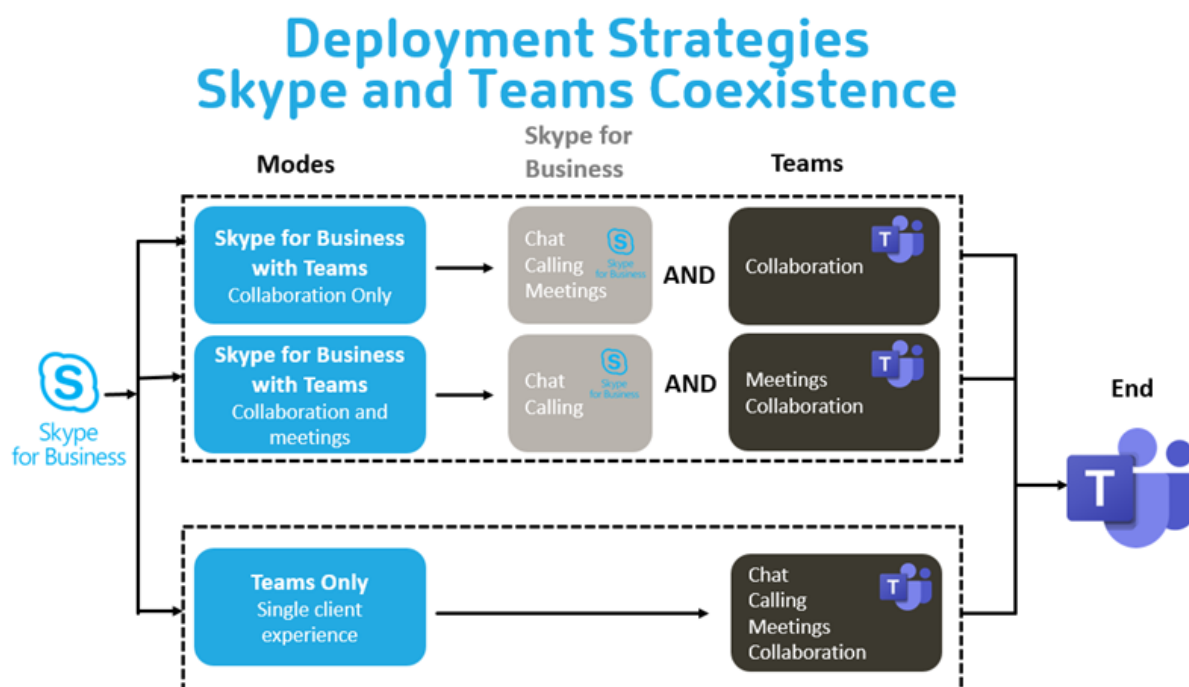 Deployment Strategies
Skype and Teams Coexistence
Modes
Skype for
Business
Teams
Skype for Business
with Teams
Collaboration Only
Chat
Calling
Meetings
S
Skype
for Business
AND
Collaboration
T
Skype for Business
with Teams
Collaboration and
meetings
Chat
Calling
S
Skype
for Business
AND
Meetings
Collaboration
T
S
Skype
for Business
End
T
Teams Only
Single client
experience
Chat
Calling
Meetings
Collaboration
T